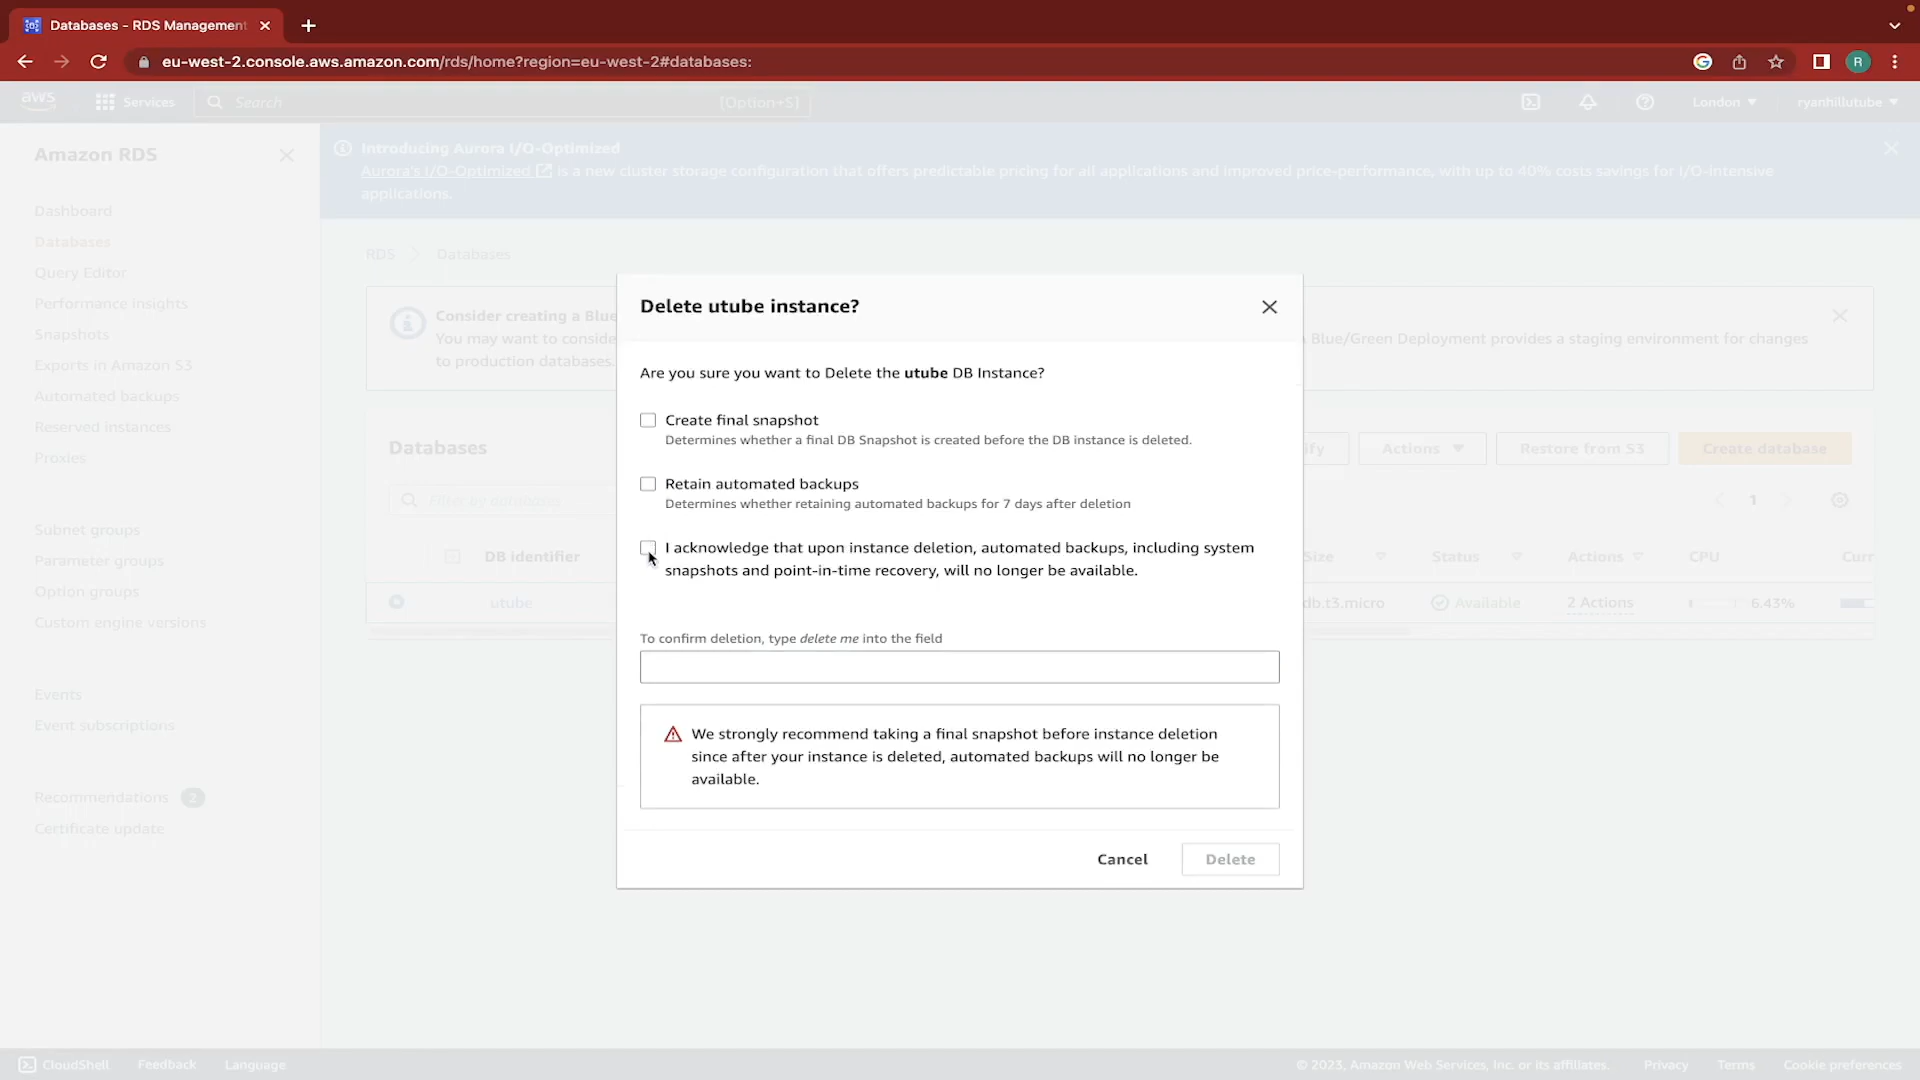 Databases - RDS Management
eu-west-2.console.aws.amazon.com/rds/home?region=eu-west-2#databases:
R
aws
Services
Search
[Option+S]
London
ryanhillutube
Amazon RDS
Introducing Aurora I/O-Optimized
Aurora's I/O-Optimized is a new cluster storage configuration that offers predictable pricing for all applications and improved price-performance, with up to 40% costs savings for I/O-intensive
applications.
Dashboard
Databases
Query Editor
Performance insights
Snapshots
Exports in Amazon S3
Automated backups
Reserved instances
Proxies
Subnet groups
Parameter groups
Option groups
Custom engine versions
Events
Event subscriptions
Recommendations 2
Certificate update
RDS
Databases
Consider creating a Blue
You may want to conside
Blue/Green Deployment provides a staging environment for changes
to production databases.
Databases
ify
Actions
Restore from S3
Create database
Filter by databases
1
DB identifier
Size
Status
Actions
CPU
Curr
utube
db.t3.micro
Available
2 Actions
6.43%
Delete utube instance?
Are you sure you want to Delete the utube DB Instance?
Create final snapshot
Determines whether a final DB Snapshot is created before the DB instance is deleted.
Retain automated backups
Determines whether retaining automated backups for 7 days after deletion
I acknowledge that upon instance deletion, automated backups, including system
snapshots and point-in-time recovery, will no longer be available.
To confirm deletion, type delete me into the field
We strongly recommend taking a final snapshot before instance deletion
since after your instance is deleted, automated backups will no longer be
available.
Cancel
Delete
CloudShell
Feedback
Language
© 2023, Amazon Web Services, Inc. or its affiliates.
Privacy
Terms
Cookie preferences